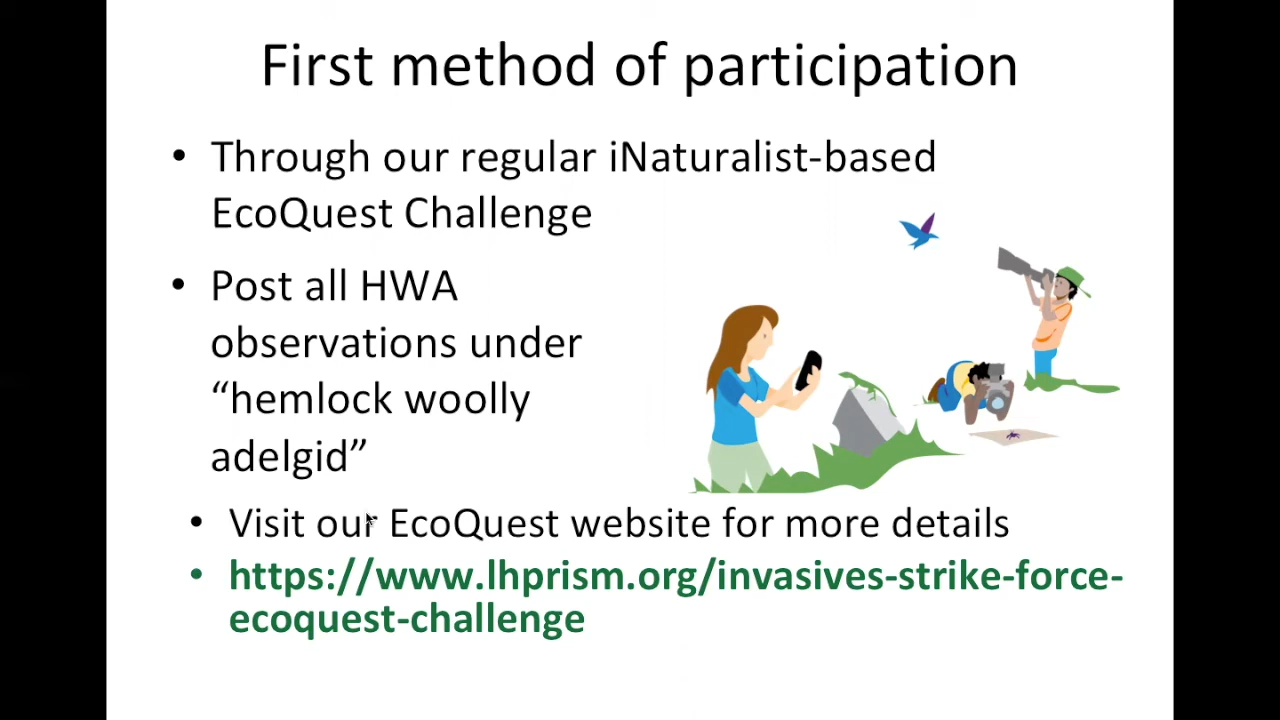 First method of participation
• Through our regular iNaturalist-based
EcoQuest Challenge
• Post all HWA
observations under
“hemlock woolly
adelgid”
• Visit our EcoQuest website for more details
• https://www.lhprism.org/invasives-strike-force-
ecoquest-challenge